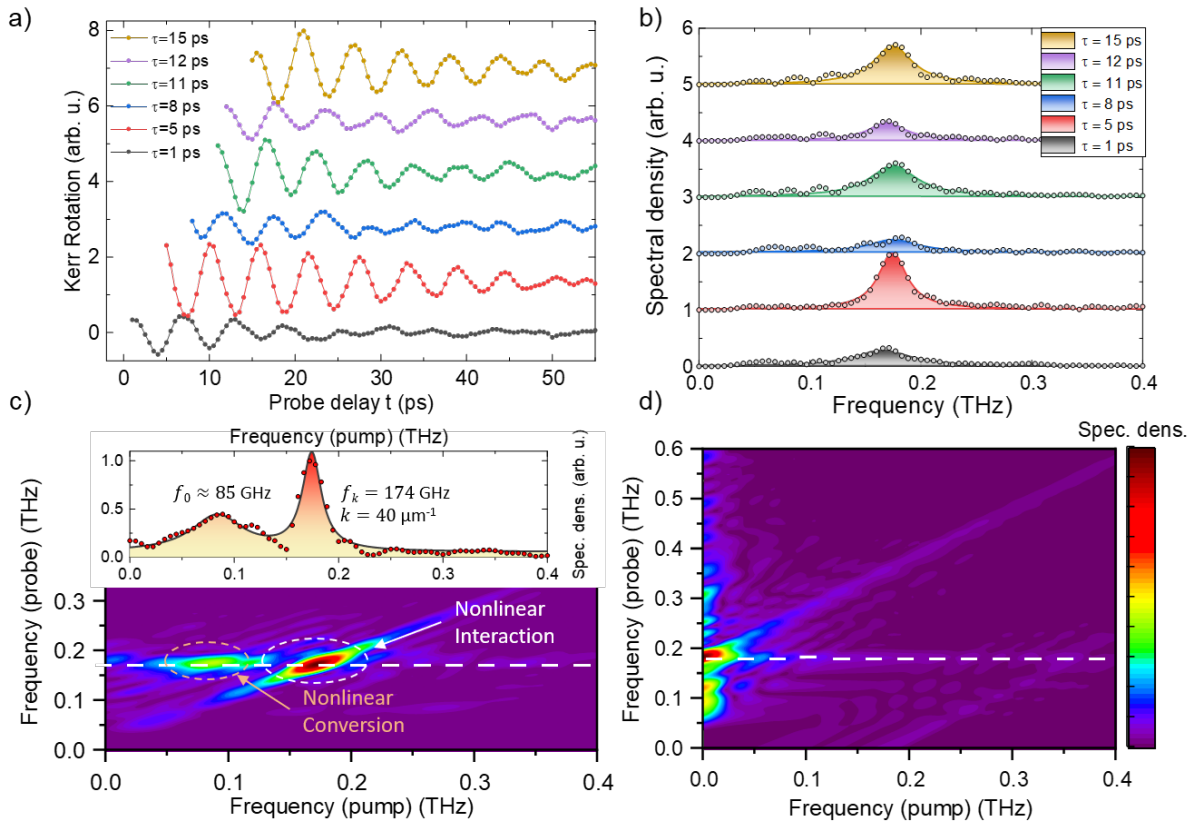 a)
τ=15 ps
τ=12 ps
τ=11 ps
τ=8 ps
τ=5 ps
τ=1 ps
Kerr Rotation (arb. u.)
8
6
4
2
0
0 10 20 30 40 50
Probe delay t (ps)
b)
τ = 15 ps
τ = 12 ps
τ = 11 ps
τ = 8 ps
τ = 5 ps
τ = 1 ps
Spectral density (arb. u.)
6
5
4
3
2
1
0
0.0 0.1 0.2 0.3 0.4
Frequency (THz)
c)
Frequency (pump) (THz)
1.0
0.5
0.0
f₀ ≈ 85 GHz
fₖ = 174 GHz
k = 40 μm⁻¹
Spec. dens. (arb. u.)
0.0 0.1 0.2 0.3 0.4
Frequency (probe) (THz)
0.3
0.2
0.1
0.0
Nonlinear
Interaction
Nonlinear
Conversion
0.0 0.1 0.2 0.3 0.4
Frequency (pump) (THz)
d)
Spec. dens.
Frequency (probe) (THz)
0.6
0.5
0.4
0.3
0.2
0.1
0.0
0.0 0.1 0.2 0.3 0.4
Frequency (pump) (THz)